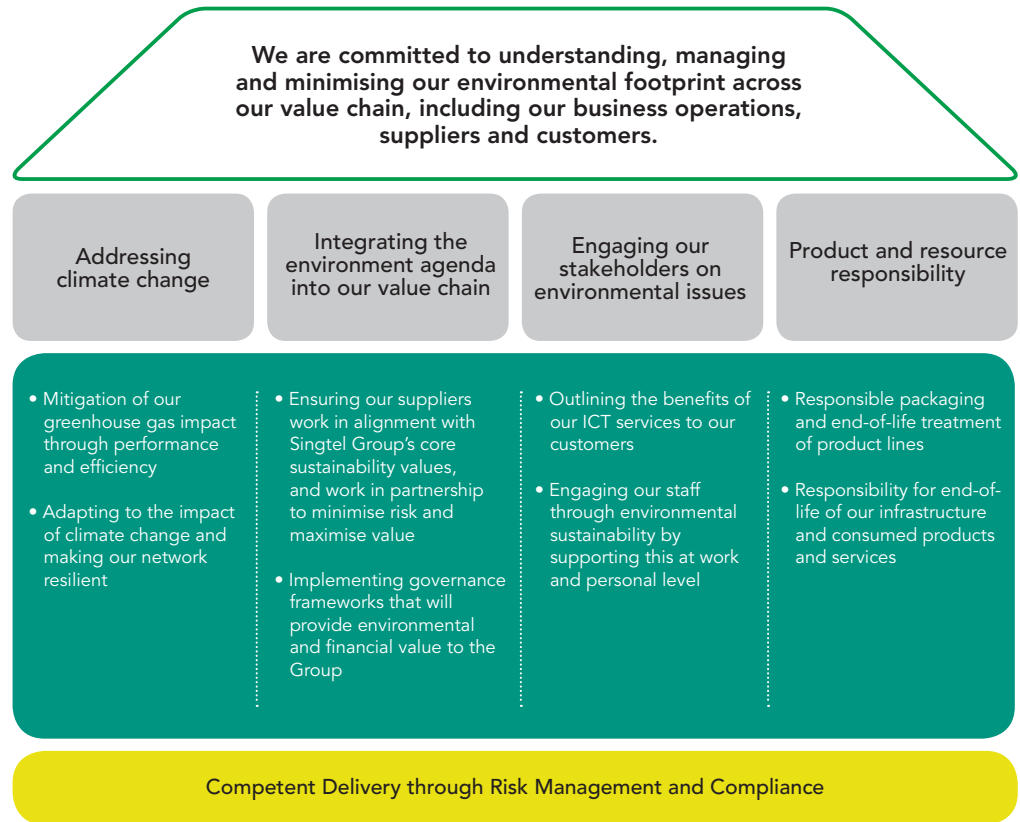 We are committed to understanding, managing
and minimising our environmental footprint across
our value chain, including our business operations,
suppliers and customers.
Addressing
climate change
Integrating the
environment agenda
into our value chain
Engaging our
stakeholders on
environmental issues
Product and resource
responsibility
• Mitigation of our
greenhouse gas impact
through performance
and efficiency
• Adapting to the impact
of climate change and
making our network
resilient
• Ensuring our suppliers
work in alignment with
Singtel Group's core
sustainability values,
and work in partnership
to minimise risk and
maximise value
• Implementing governance
frameworks that will
provide environmental
and financial value to the
Group
• Outlining the benefits of
our ICT services to our
customers
• Engaging our staff
through environmental
sustainability by
supporting this at work
and personal level
• Responsible packaging
and end-of-life treatment
of product lines
• Responsibility for end-of-
life of our infrastructure
and consumed products
and services
Competent Delivery through Risk Management and Compliance